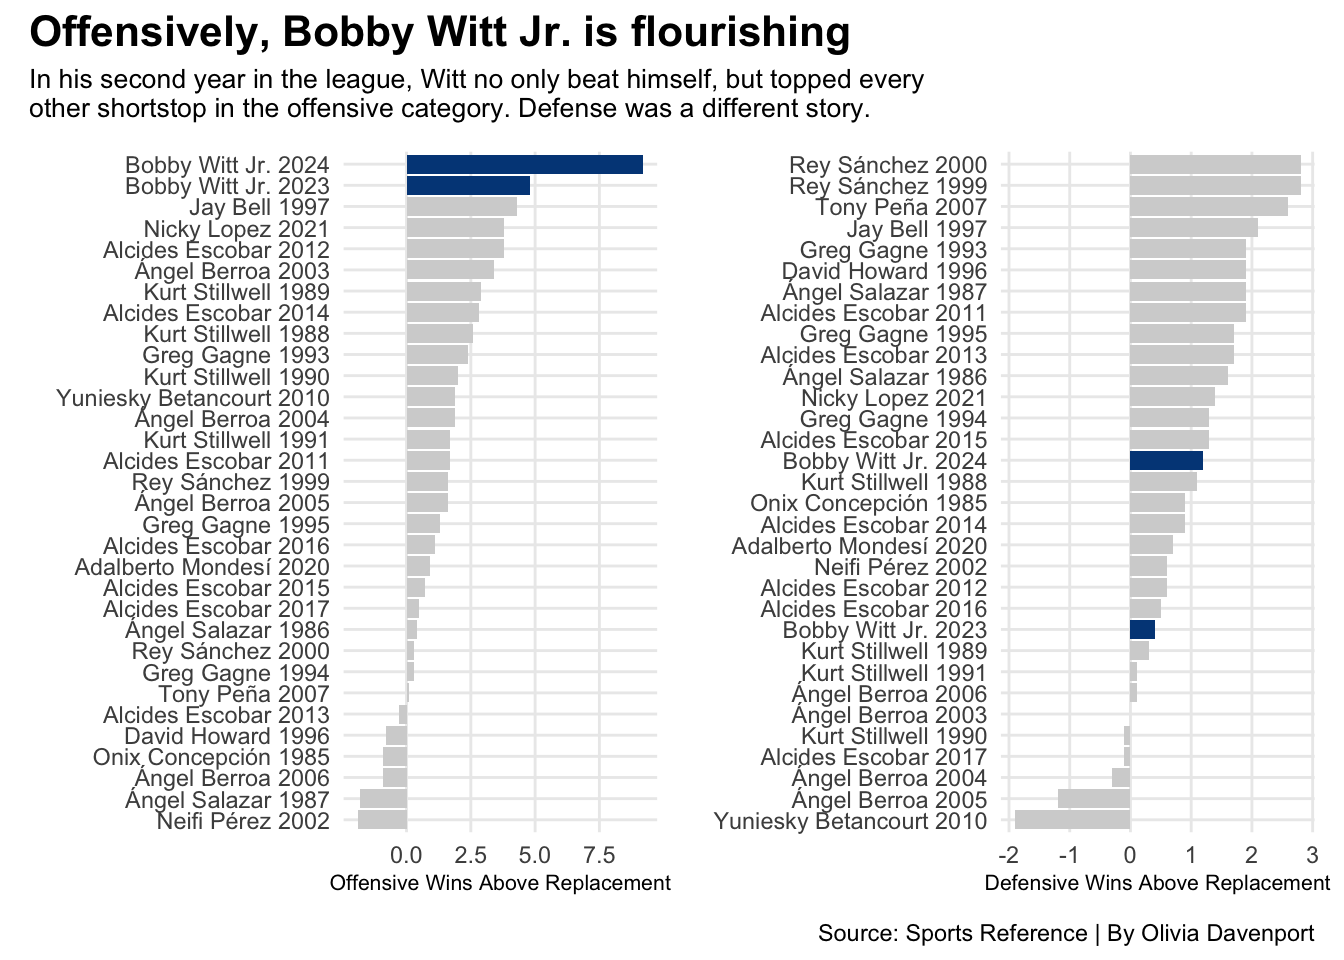 Offensively, Bobby Witt Jr. is flourishing
In his second year in the league, Witt no only beat himself, but topped every
other shortstop in the offensive category. Defense was a different story.
Bobby Witt Jr. 2024
Bobby Witt Jr. 2023
Jay Bell 1997
Nicky Lopez 2021
Alcides Escobar 2012
Ángel Berroa 2003
Kurt Stillwell 1989
Alcides Escobar 2014
Kurt Stillwell 1988
Greg Gagne 1993
Kurt Stillwell 1990
Yuniesky Betancourt 2010
Ángel Berroa 2004
Kurt Stillwell 1991
Alcides Escobar 2011
Rey Sánchez 1999
Ángel Berroa 2005
Greg Gagne 1995
Alcides Escobar 2016
Adalberto Mondesí 2020
Alcides Escobar 2015
Alcides Escobar 2017
Ángel Salazar 1986
Rey Sánchez 2000
Greg Gagne 1994
Tony Peña 2007
Alcides Escobar 2013
David Howard 1996
Onix Concepción 1985
Ángel Berroa 2006
Ángel Salazar 1987
Neifi Pérez 2002
0.0 2.5 5.0 7.5
Offensive Wins Above Replacement
Rey Sánchez 2000
Rey Sánchez 1999
Tony Peña 2007
Jay Bell 1997
Greg Gagne 1993
David Howard 1996
Ángel Salazar 1987
Alcides Escobar 2011
Greg Gagne 1995
Alcides Escobar 2013
Ángel Salazar 1986
Nicky Lopez 2021
Greg Gagne 1994
Alcides Escobar 2015
Bobby Witt Jr. 2024
Kurt Stillwell 1988
Onix Concepción 1985
Alcides Escobar 2014
Adalberto Mondesí 2020
Neifi Pérez 2002
Alcides Escobar 2012
Alcides Escobar 2016
Bobby Witt Jr. 2023
Kurt Stillwell 1989
Kurt Stillwell 1991
Ángel Berroa 2006
Ángel Berroa 2003
Kurt Stillwell 1990
Alcides Escobar 2017
Ángel Berroa 2004
Ángel Berroa 2005
Yuniesky Betancourt 2010
-2 -1 0 1 2 3
Defensive Wins Above Replacement
Source: Sports Reference | By Olivia Davenport